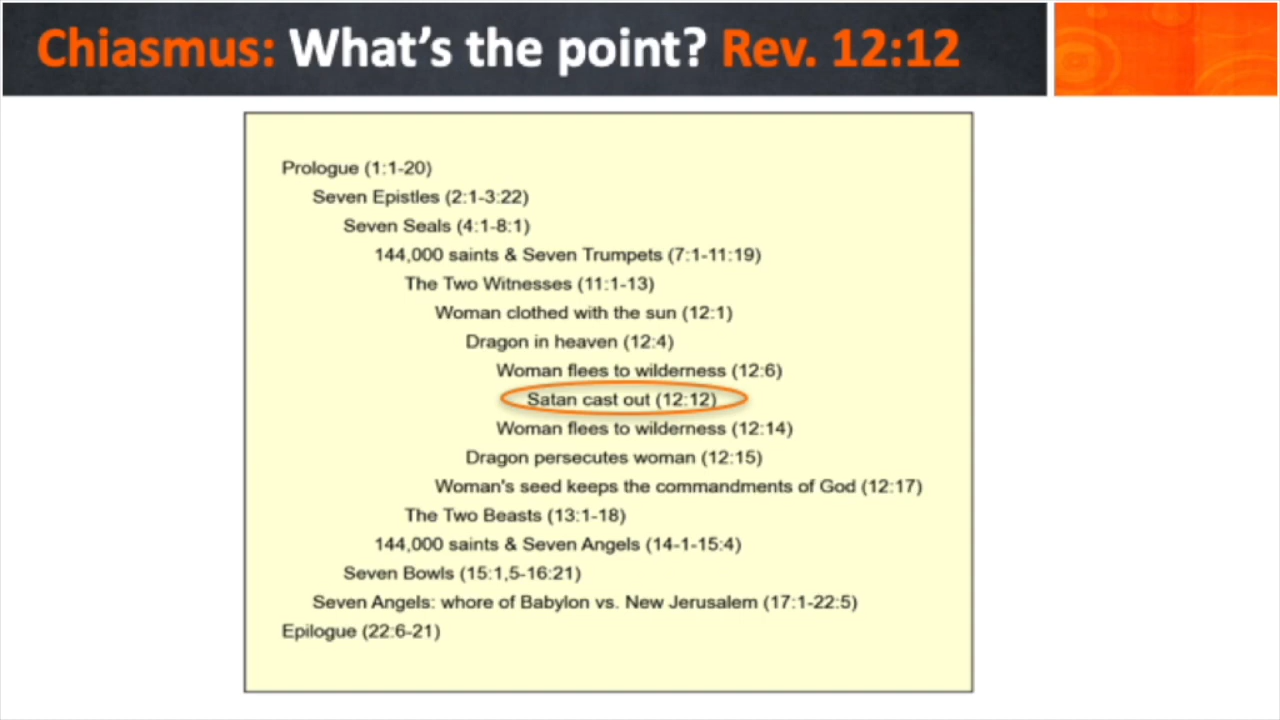 Chiasmus: What's the point? Rev. 12:12
Prologue (1:1-20)
Seven Epistles (2:1-3:22)
Seven Seals (4:1-8:1)
144,000 saints & Seven Trumpets (7:1-11:19)
The Two Witnesses (11:1-13)
Woman clothed with the sun (12:1)
Dragon in heaven (12:4)
Woman flees to wilderness (12:6)
Satan cast out (12:12)
Woman flees to wilderness (12:14)
Dragon persecutes woman (12:15)
Woman's seed keeps the commandments of God (12:17)
The Two Beasts (13:1-18)
144,000 saints & Seven Angels (14-1-15:4)
Seven Bowls (15:1,5-16:21)
Seven Angels: whore of Babylon vs. New Jerusalem (17:1-22:5)
Epilogue (22:6-21)